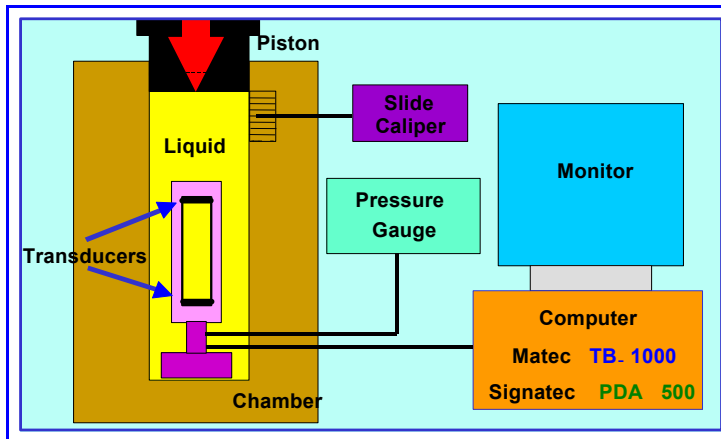 Piston
Slide
Caliper
Liquid
Monitor
Pressure
Gauge
Transducers
Computer
Matec TB- 1000
Signatec PDA 500
Chamber